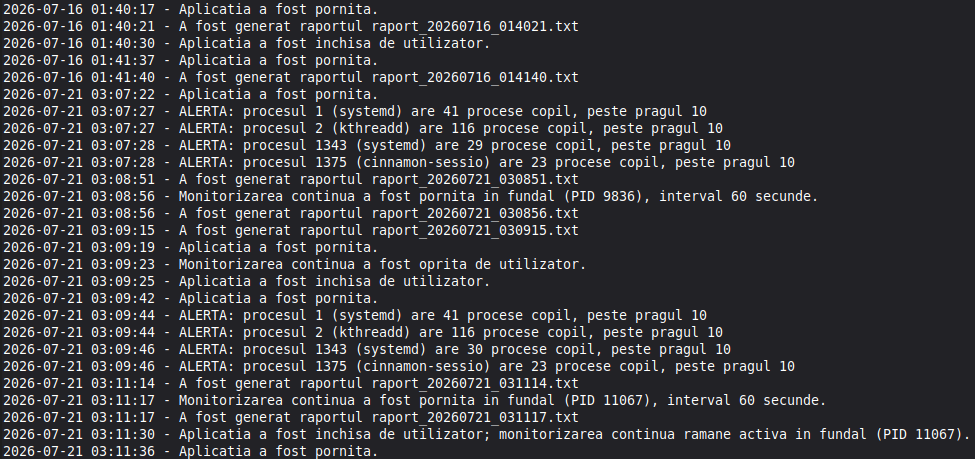 2026-07-16 01:40:17 - Aplicatia a fost pornita.
2026-07-16 01:40:21 - A fost generat raportul raport_20260716_014021.txt
2026-07-16 01:40:30 - Aplicatia a fost inchisa de utilizator.
2026-07-16 01:41:37 - Aplicatia a fost pornita.
2026-07-16 01:41:40 - A fost generat raportul raport_20260716_014140.txt
2026-07-21 03:07:22 - Aplicatia a fost pornita.
2026-07-21 03:07:27 - ALERTA: procesul 1 (systemd) are 41 procese copil, peste pragul 10
2026-07-21 03:07:27 - ALERTA: procesul 2 (kthreadd) are 116 procese copil, peste pragul 10
2026-07-21 03:07:28 - ALERTA: procesul 1343 (systemd) are 29 procese copil, peste pragul 10
2026-07-21 03:07:28 - ALERTA: procesul 1375 (cinnamon-sessio) are 23 procese copil, peste pragul 10
2026-07-21 03:08:51 - A fost generat raportul raport_20260721_030851.txt
2026-07-21 03:08:56 - Monitorizarea continua a fost pornita in fundal (PID 9836), interval 60 secunde.
2026-07-21 03:08:56 - A fost generat raportul raport_20260721_030856.txt
2026-07-21 03:09:15 - A fost generat raportul raport_20260721_030915.txt
2026-07-21 03:09:19 - Aplicatia a fost pornita.
2026-07-21 03:09:23 - Monitorizarea continua a fost oprita de utilizator.
2026-07-21 03:09:25 - Aplicatia a fost inchisa de utilizator.
2026-07-21 03:09:42 - Aplicatia a fost pornita.
2026-07-21 03:09:44 - ALERTA: procesul 1 (systemd) are 41 procese copil, peste pragul 10
2026-07-21 03:09:44 - ALERTA: procesul 2 (kthreadd) are 116 procese copil, peste pragul 10
2026-07-21 03:09:46 - ALERTA: procesul 1343 (systemd) are 30 procese copil, peste pragul 10
2026-07-21 03:09:46 - ALERTA: procesul 1375 (cinnamon-sessio) are 23 procese copil, peste pragul 10
2026-07-21 03:11:14 - A fost generat raportul raport_20260721_031114.txt
2026-07-21 03:11:17 - Monitorizarea continua a fost pornita in fundal (PID 11067), interval 60 secunde.
2026-07-21 03:11:17 - A fost generat raportul raport_20260721_031117.txt
2026-07-21 03:11:30 - Aplicatia a fost inchisa de utilizator; monitorizarea continua ramane activa in fundal (PID 11067).
2026-07-21 03:11:36 - Aplicatia a fost pornita.